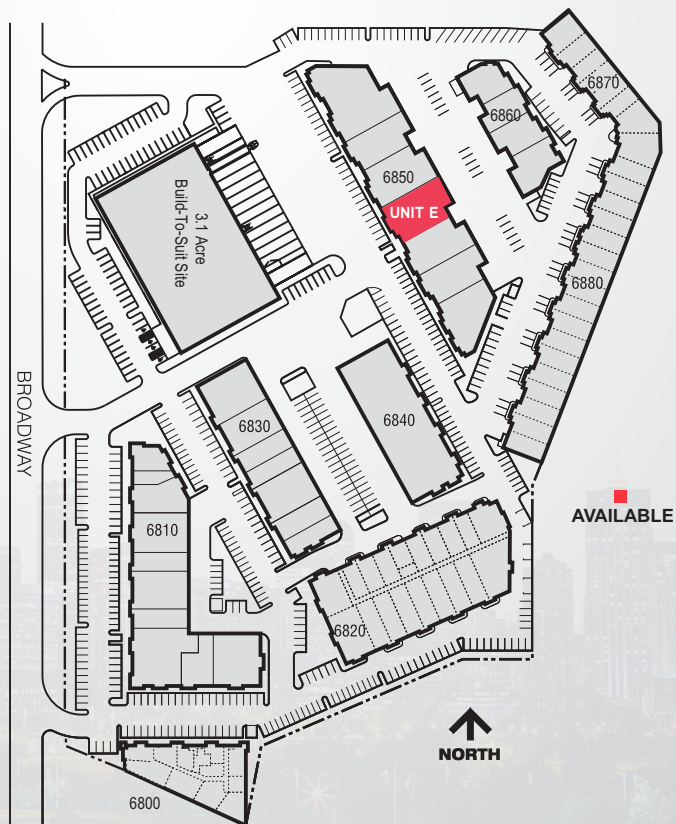 6870
6860
6850
UNIT E
3.1 Acre
Build-To-Suit Site
6880
BROADWAY
6830
6840
AVAILABLE
6810
6820
NORTH
6800